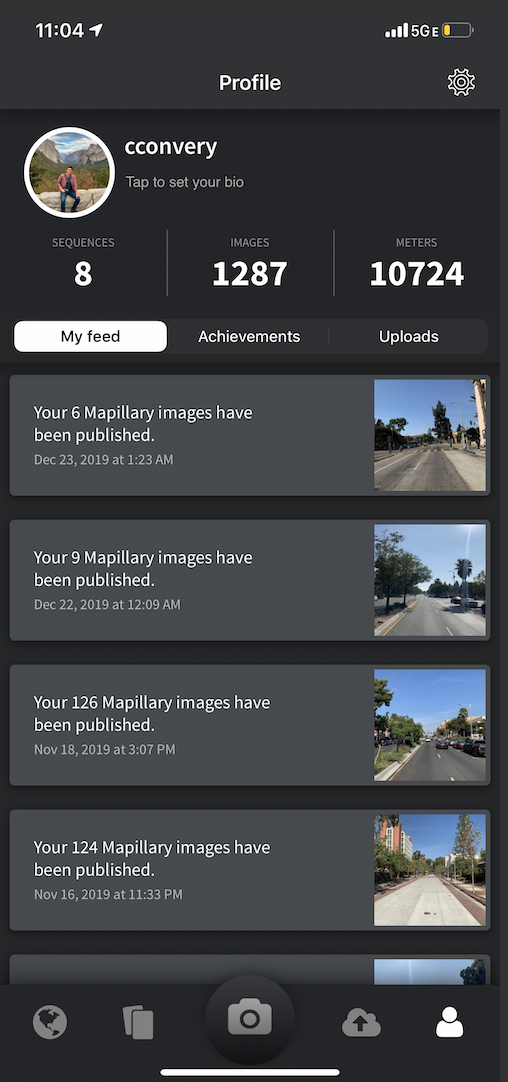 11:04
5GE
Profile
cconvery
Tap to set your bio
SEQUENCES
8
IMAGES
1287
METERS
10724
My feed
Achievements
Uploads
Your 6 Mapillary images have
been published.
Dec 23, 2019 at 1:23 AM
Your 9 Mapillary images have
been published.
Dec 22, 2019 at 12:09 AM
Your 126 Mapillary images have
been published.
Nov 18, 2019 at 3:07 PM
Your 124 Mapillary images have
been published.
Nov 16, 2019 at 11:33 PM